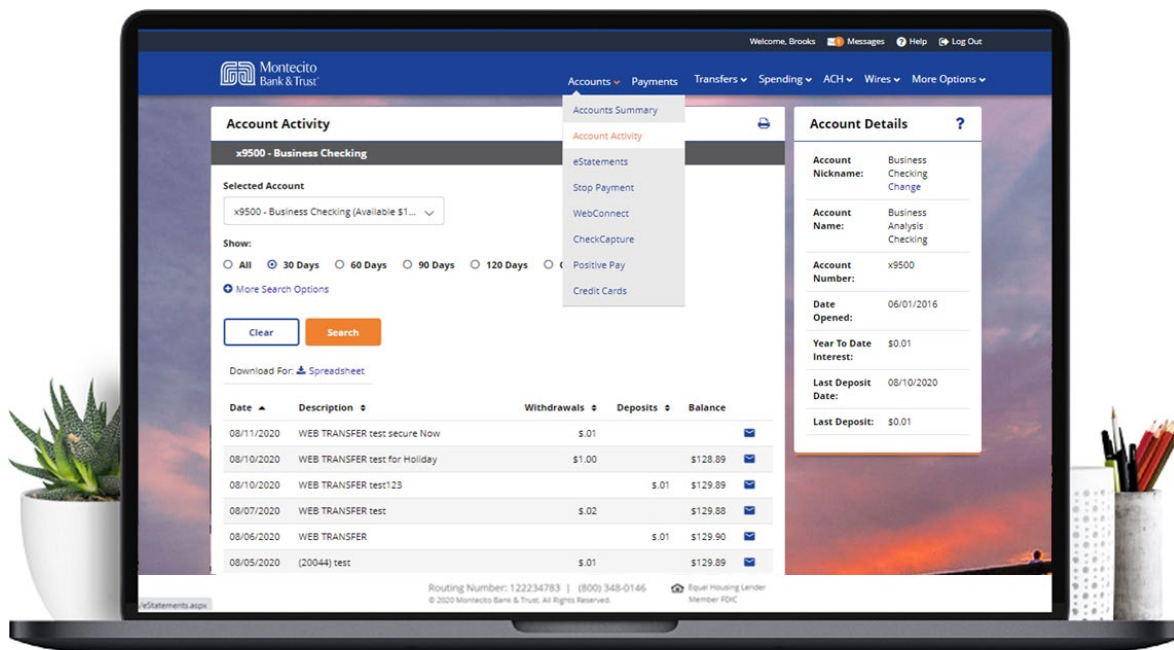 Welcome, Brooks Messages Help Log Out
Montecito
Bank & Trust
Accounts Payments Transfers Spending ACH Wires More Options
Accounts Summary
Account Activity
eStatements
Stop Payment
WebConnect
CheckCapture
Positive Pay
Credit Cards
Account Activity
x9500 - Business Checking
Selected Account
x9500 - Business Checking (Available $1...
Show:
All 30 Days 60 Days 90 Days 120 Days
More Search Options
Clear Search
Download For: Spreadsheet
Date Description Withdrawals Deposits Balance
08/11/2020 WEB TRANSFER test secure Now $.01
08/10/2020 WEB TRANSFER test for Holiday $1.00 $128.89
08/10/2020 WEB TRANSFER test123 $.01 $129.89
08/07/2020 WEB TRANSFER test $.02 $129.88
08/06/2020 WEB TRANSFER $.01 $129.90
08/05/2020 (20044) test $.01 $129.89
Account Details ?
Account Business
Nickname: Checking
Change
Account Business
Name: Analysis
Checking
Account x9500
Number:
Date 06/01/2016
Opened:
Year To Date $0.01
Interest:
Last Deposit 08/10/2020
Date:
Last Deposit: $0.01
Routing Number: 122234783 | (800) 348-0146 Equal Housing Lender
© 2020 Montecito Bank & Trust. All Rights Reserved. Member FDIC
/eStatements.aspx